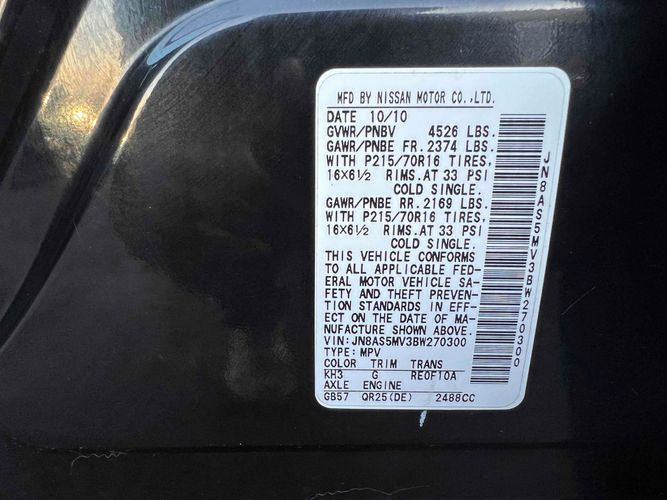 MFD BY NISSAN MOTOR CO.,LTD.
DATE 10/10
GVWR/PNBV 4526 LBS.
GAWR/PNBE FR. 2374 LBS.
WITH P215/70R16 TIRES,
16×6½ RIMS.AT 33 PSI
COLD SINGLE.
GAWR/PNBE RR. 2169 LBS.
WITH P215/70R16 TIRES,
16×6½ RIMS.AT 33 PSI
COLD SINGLE.
THIS VEHICLE CONFORMS
TO ALL APPLICABLE FED-
ERAL MOTOR VEHICLE SA-
FETY AND THEFT PREVEN-
TION STANDARDS IN EFF-
ECT ON THE DATE OF MA-
NUFACTURE SHOWN ABOVE.
VIN:JN8AS5MV3BW270300
TYPE:MPV
COLOR TRIM TRANS
KH3 G RE0F10A
AXLE ENGINE
GB57 QR25(DE) 2488CC
JN8AS5MV3BW270300